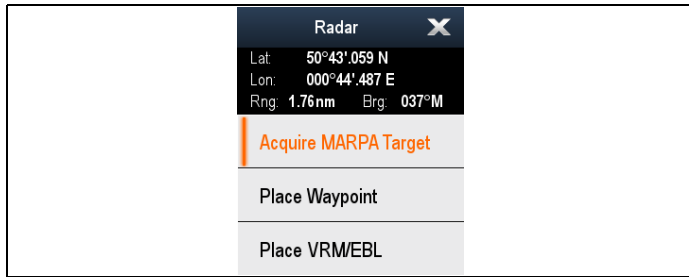 Radar X
Lat: 50°43'.059 N
Lon: 000°44'.487 E
Rng: 1.76nm Brg: 037°M
Acquire MARPA Target
Place Waypoint
Place VRM/EBL